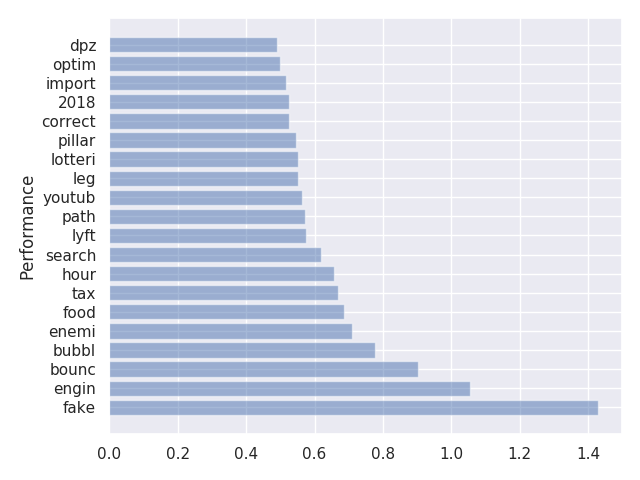 dpz
optim
import
2018
correct
pillar
lotteri
leg
youtub
path
lyft
search
hour
tax
food
enemi
bubbl
bounc
engin
fake
Performance
0.0 0.2 0.4 0.6 0.8 1.0 1.2 1.4